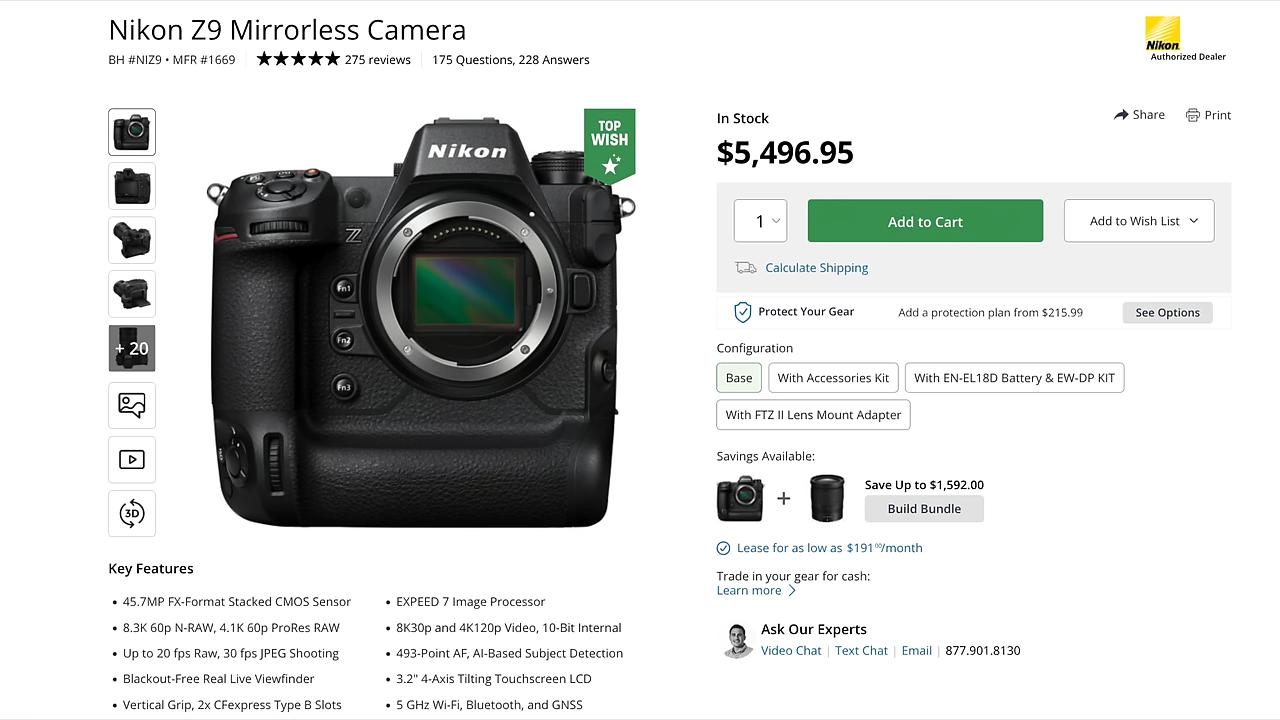 Nikon Z9 Mirrorless Camera
BH #NIZ9 • MFR #1669
275 reviews
175 Questions, 228 Answers
Nikon
Authorized Dealer
TOP
WISH
Nikon
Z
Fn1
Fn2
Fn3
+ 20
3D
In Stock
Share
Print
$5,496.95
1
Add to Cart
Add to Wish List
Calculate Shipping
Protect Your Gear
Add a protection plan from $215.99
See Options
Configuration
Base
With Accessories Kit
With EN-EL18D Battery & EW-DP KIT
With FTZ II Lens Mount Adapter
Savings Available:
+
Save Up to $1,592.00
Build Bundle
Lease for as low as $191⁰⁰/month
Trade in your gear for cash:
Learn more
Ask Our Experts
Video Chat | Text Chat | Email | 877.901.8130
Key Features
• 45.7MP FX-Format Stacked CMOS Sensor
• 8.3K 60p N-RAW, 4.1K 60p ProRes RAW
• Up to 20 fps Raw, 30 fps JPEG Shooting
• Blackout-Free Real Live Viewfinder
• Vertical Grip, 2x CFexpress Type B Slots
• EXPEED 7 Image Processor
• 8K30p and 4K120p Video, 10-Bit Internal
• 493-Point AF, AI-Based Subject Detection
• 3.2" 4-Axis Tilting Touchscreen LCD
• 5 GHz Wi-Fi, Bluetooth, and GNSS